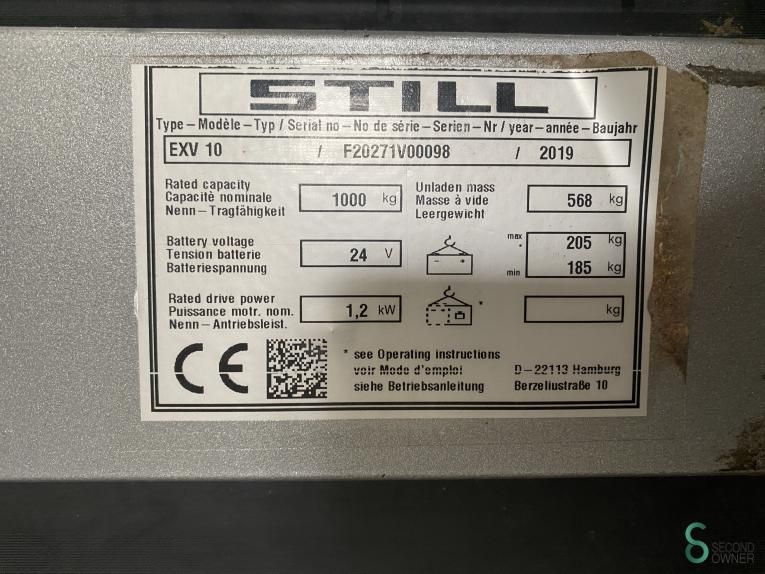 STILL
Type – Modèle – Typ / Serial no – No de série – Serien – Nr / year – année – Baujahr
EXV 10 / F20271V00098 / 2019
Rated capacity
Capacitè nominale
Nenn – Tragfähigkeit
1000 kg
Unladen mass
Masse à vide
Leergewicht
568 kg
Battery voltage
Tension batterie
Batteriespannung
24 V
max * 205 kg
min 185 kg
Rated drive power
Puissance motr. nom.
Nenn – Antriebsleist.
1,2 kW
* kg
CE
* see Operating instructions
voir Mode d'emploi
siehe Betriebsanleitung
D – 22113 Hamburg
Berzeliustraße 10
SECOND
OWNER